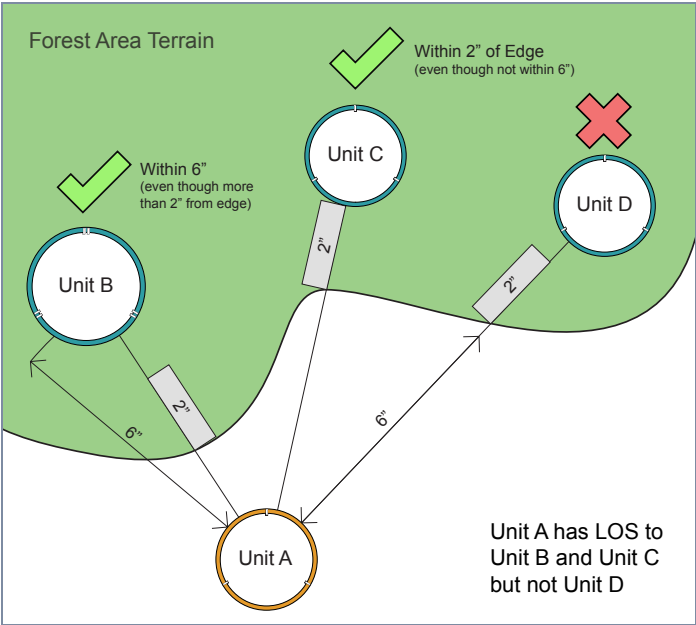 Forest Area Terrain
Within 2” of Edge
(even though not within 6”)
Unit C
Unit D
Within 6”
(even though more
than 2” from edge)
Unit B
2”
2”
2”
6”
6”
Unit A
Unit A has LOS to
Unit B and Unit C
but not Unit D